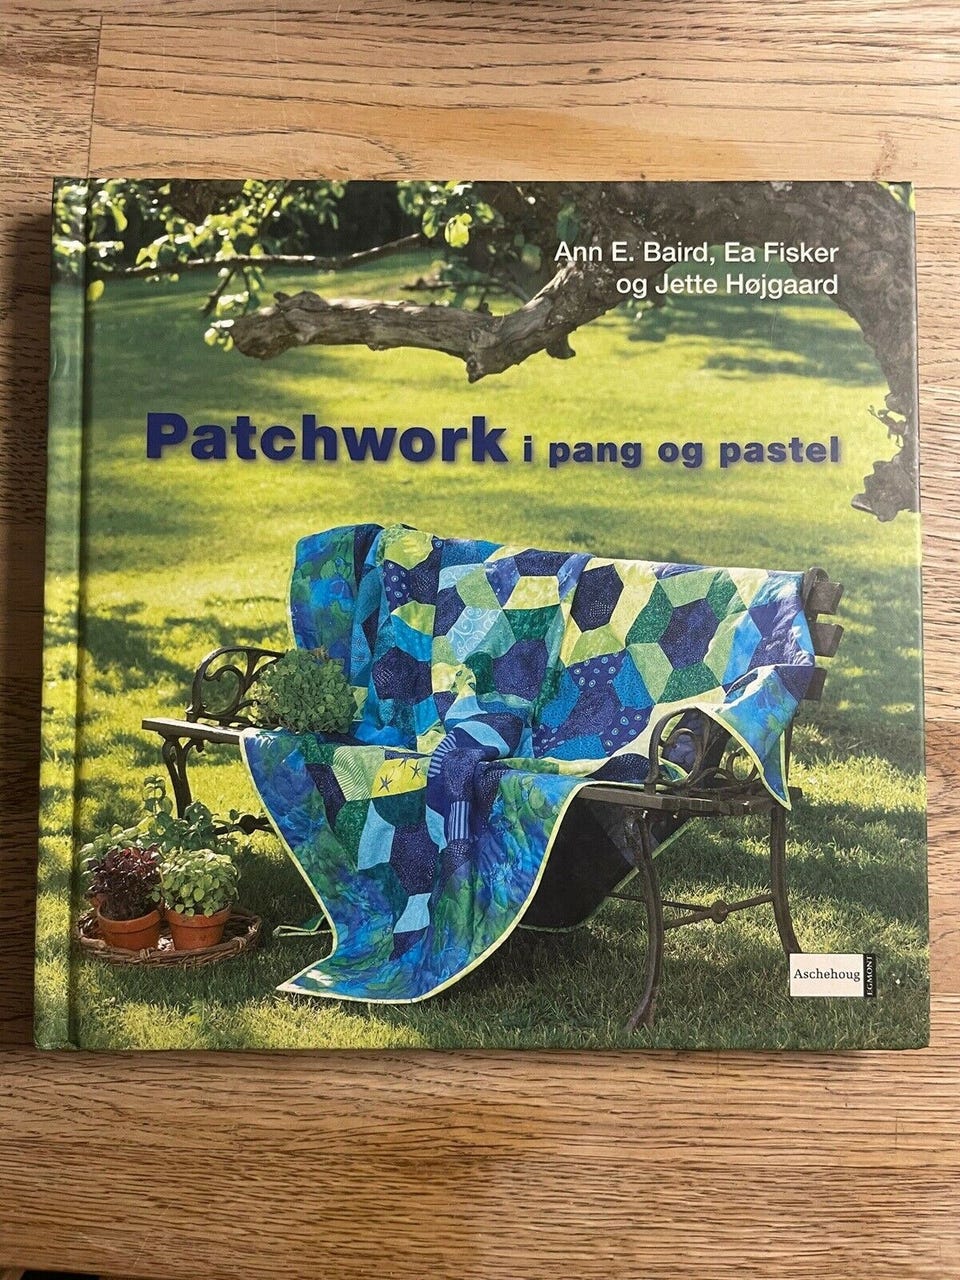 Ann E. Baird, Ea Fisker
og Jette Højgaard
Patchwork i pang og pastel
Aschehoug
EGMONT